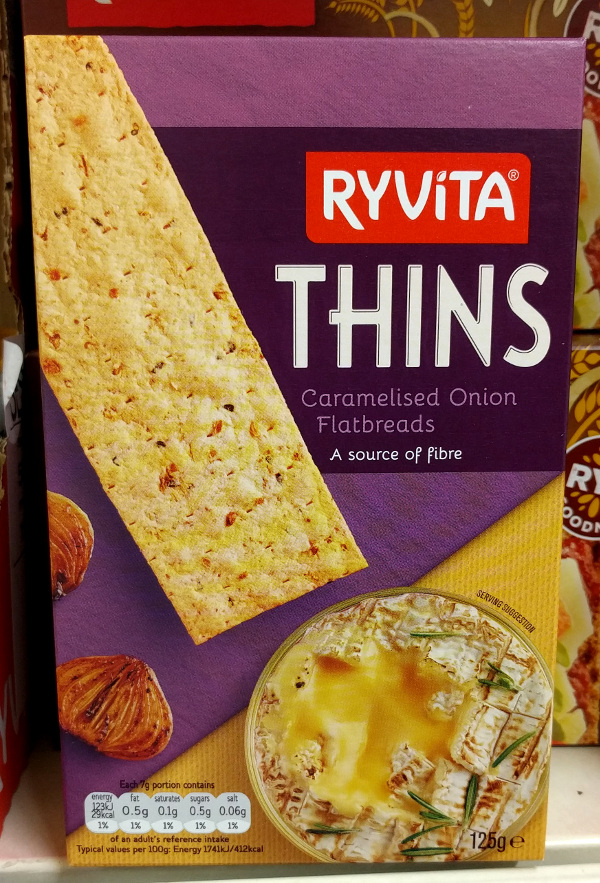 RYVITA®
THINS
Caramelised Onion
Flatbreads
A source of fibre
SERVING SUGGESTION
Each 7g portion contains
energy fat saturates sugars salt
123kJ
29kcal 0.5g 0.1g 0.5g 0.06g
1% 1% 1% 1% 1%
of an adult's reference intake
Typical values per 100g: Energy 1741kJ/412kcal
125g e
RY